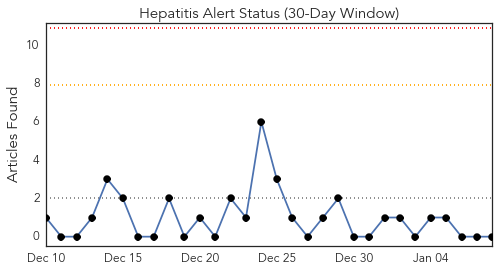 Hepatitis Alert Status (30-Day Window)
Articles Found
10
8
6
4
2
0
Dec 10 Dec 15 Dec 20 Dec 25 Dec 30 Jan 04